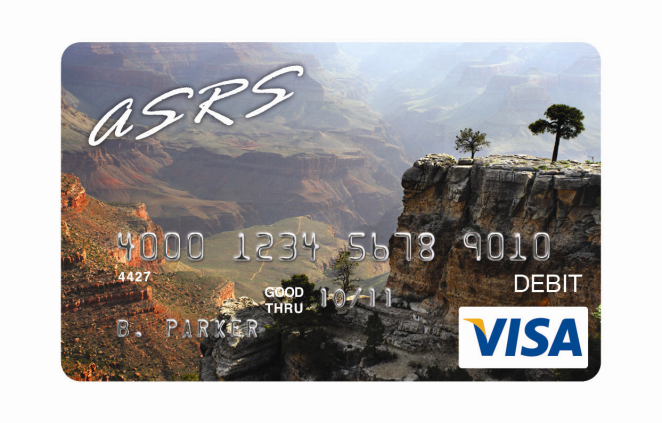 ASRS
4000 1234 5678 9010
4427
DEBIT
GOOD
THRU 10/11
B. PARKER
VISA